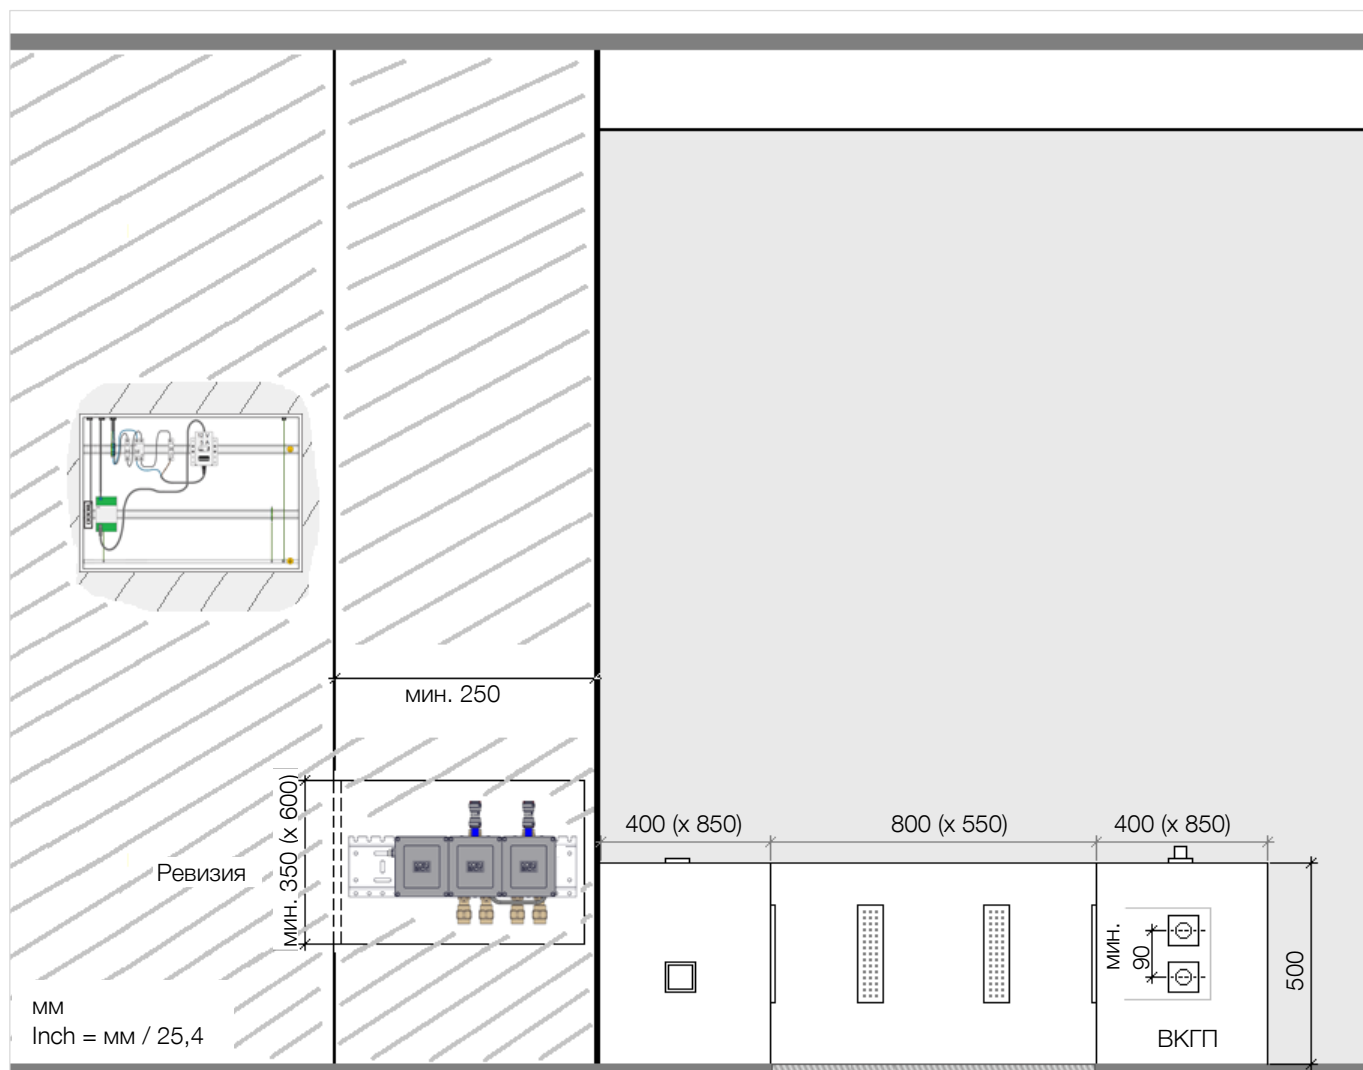 мин. 250
400 (x 850)
800 (x 550)
400 (x 850)
мин. 350 (x 600)
Ревизия
мин.
90
500
ВКГП
мм
Inch = мм / 25,4